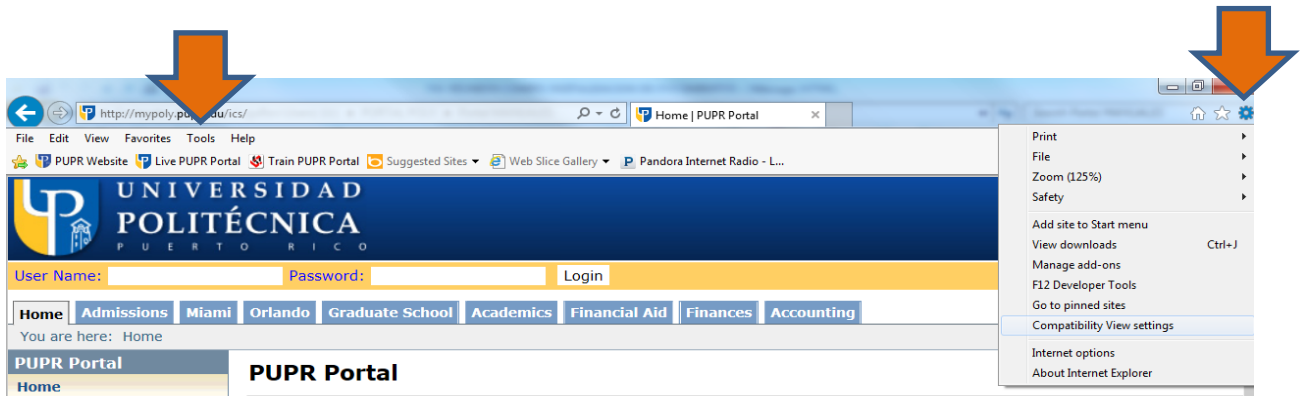 http://mypoly.pupr.edu/ics/
Home | PUPR Portal
File Edit View Favorites Tools Help
PUPR Website Live PUPR Portal Train PUPR Portal Suggested Sites Web Slice Gallery Pandora Internet Radio - L...
UNIVERSIDAD
POLITÉCNICA
PUERTO RICO
User Name: Password: Login
Home Admissions Miami Orlando Graduate School Academics Financial Aid Finances Accounting
You are here: Home
PUPR Portal
Home
PUPR Portal
Print
File
Zoom (125%)
Safety
Add site to Start menu
View downloads Ctrl+J
Manage add-ons
F12 Developer Tools
Go to pinned sites
Compatibility View settings
Internet options
About Internet Explorer